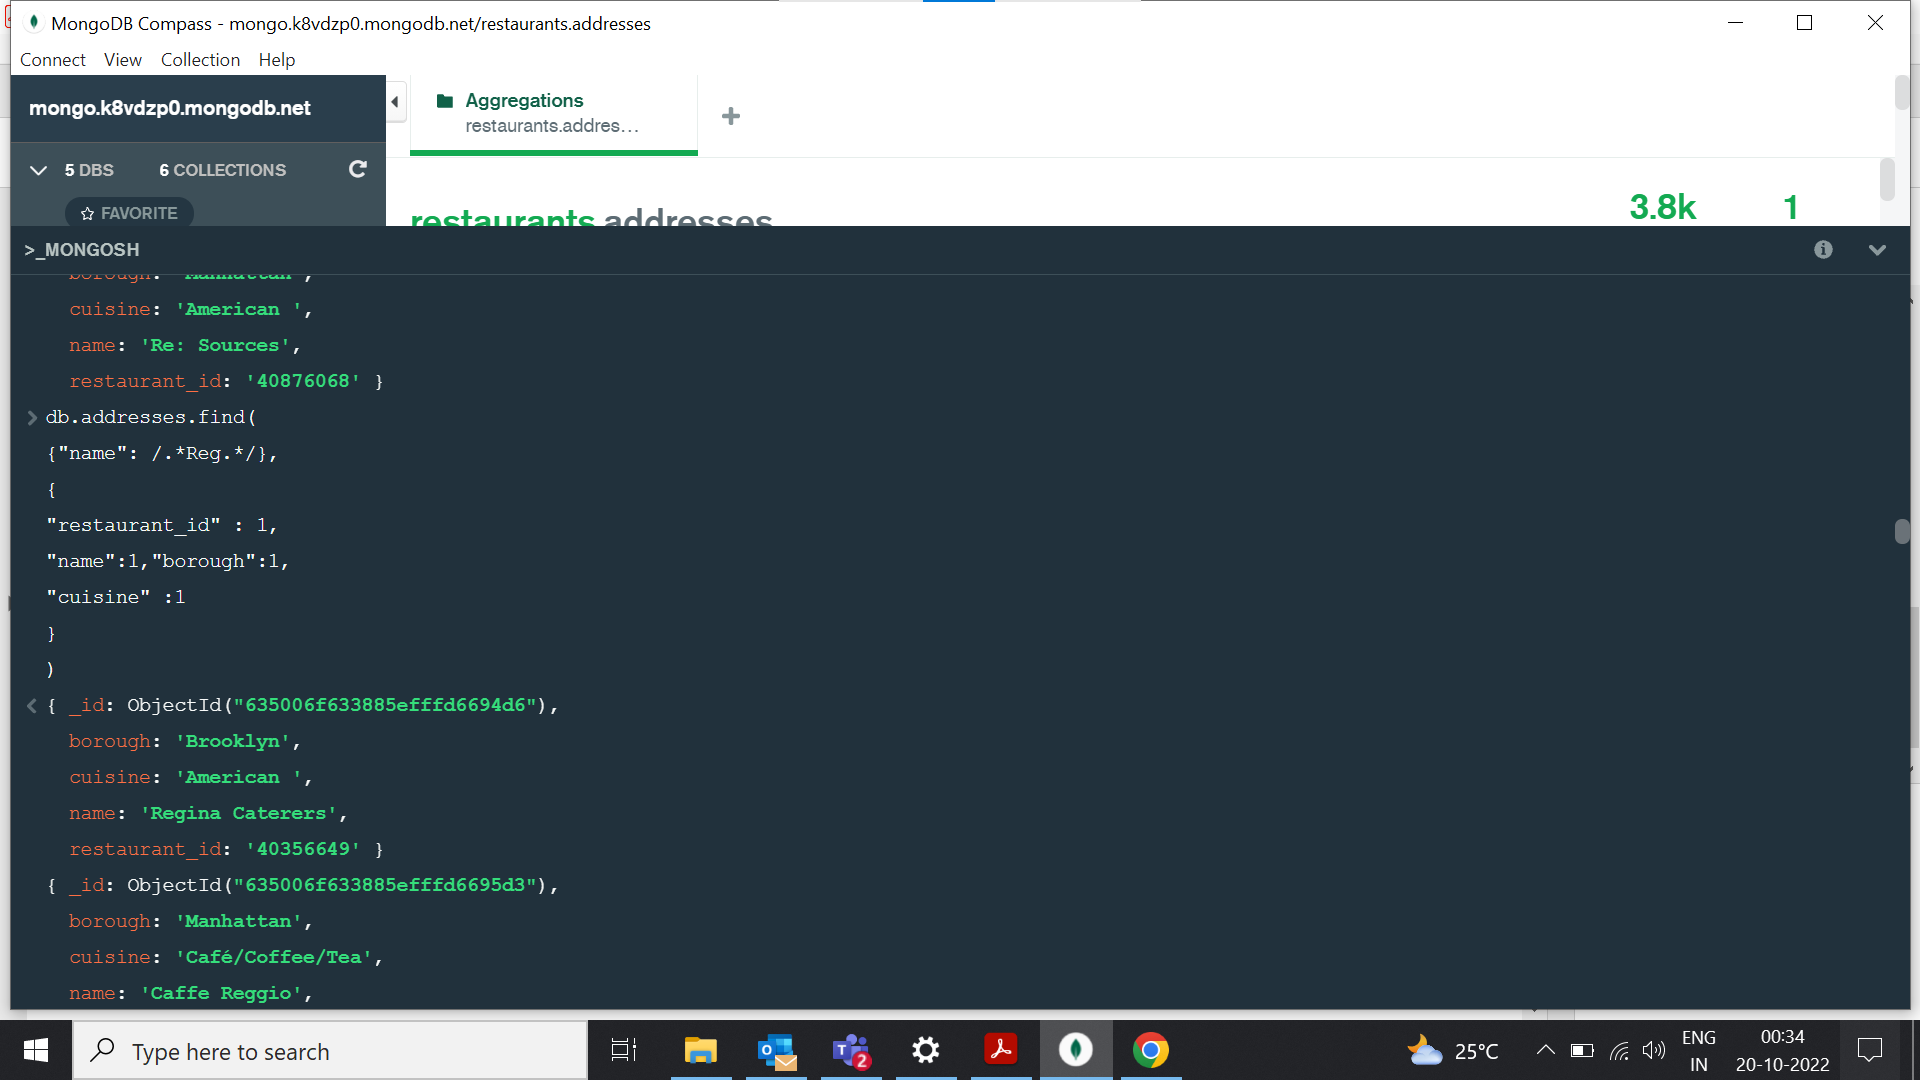 MongoDB Compass - mongo.k8vdzp0.mongodb.net/restaurants.addresses
Connect View Collection Help
mongo.k8vdzp0.mongodb.net
Aggregations
restaurants.addres...
5 DBS 6 COLLECTIONS
FAVORITE
restaurants.addresses
3.8k 1
>_MONGOSH
borough: 'Manhattan',
cuisine: 'American ',
name: 'Re: Sources',
restaurant_id: '40876068' }
db.addresses.find(
{"name": /.*Reg.*/},
{
"restaurant_id" : 1,
"name":1,"borough":1,
"cuisine" :1
}
)
{ _id: ObjectId("635006f633885efffd6694d6"),
borough: 'Brooklyn',
cuisine: 'American ',
name: 'Regina Caterers',
restaurant_id: '40356649' }
{ _id: ObjectId("635006f633885efffd6695d3"),
borough: 'Manhattan',
cuisine: 'Café/Coffee/Tea',
name: 'Caffe Reggio',
Type here to search
2
25°C
ENG
IN
00:34
20-10-2022